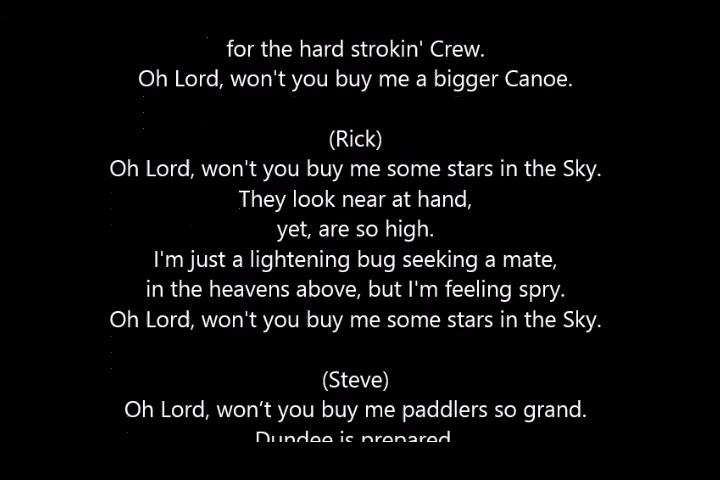 for the hard strokin' Crew.
Oh Lord, won't you buy me a bigger Canoe.
(Rick)
Oh Lord, won't you buy me some stars in the Sky.
They look near at hand,
yet, are so high.
I'm just a lightening bug seeking a mate,
in the heavens above, but I'm feeling spry.
Oh Lord, won't you buy me some stars in the Sky.
(Steve)
Oh Lord, won’t you buy me paddlers so grand.
Dundee is prepared